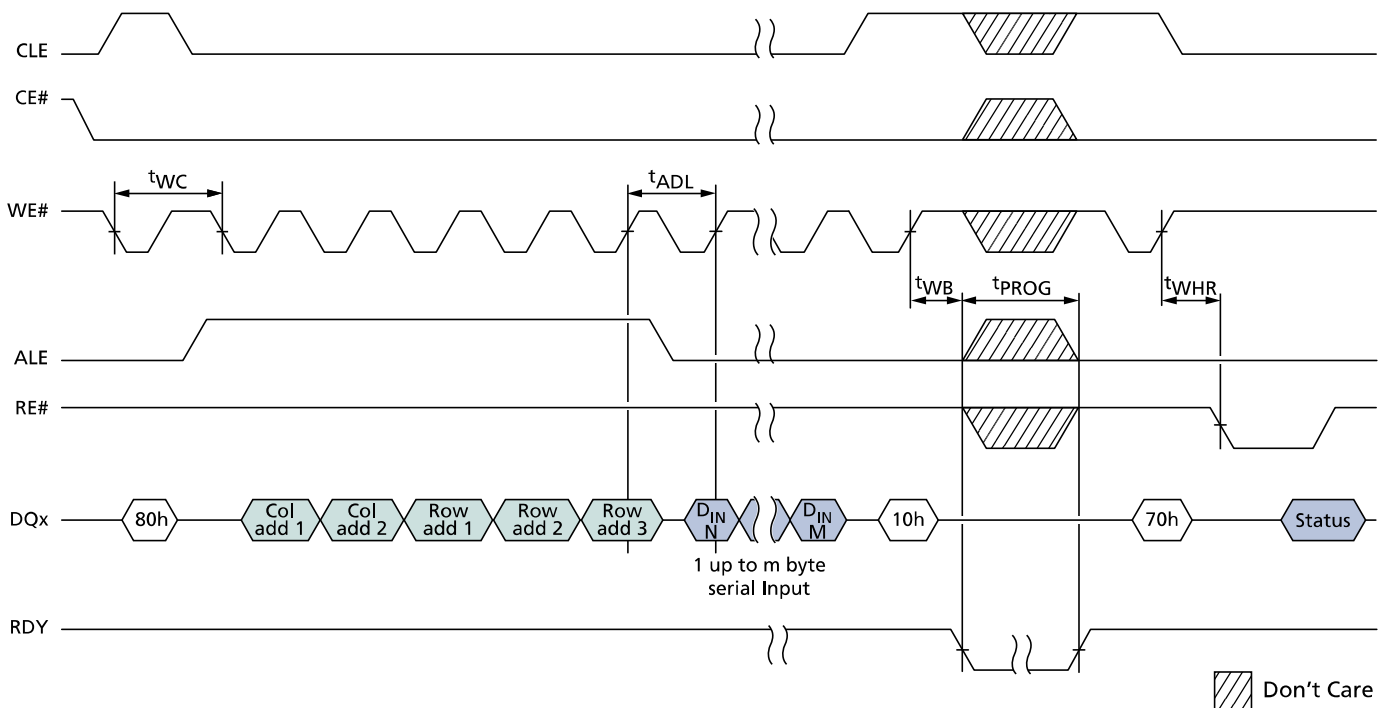 CLE
CE#
tWC
tADL
WE#
tWB
tPROG
tWHR
ALE
RE#
DQx
80h
Col
add 1
Col
add 2
Row
add 1
Row
add 2
Row
add 3
DIN
N
DIN
M
10h
70h
Status
1 up to m byte
serial Input
RDY
Don't Care